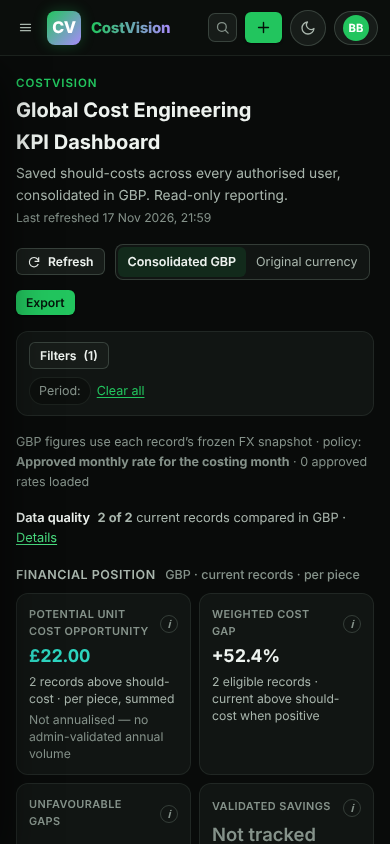 CV CostVision BB
COSTVISION
Global Cost Engineering
KPI Dashboard
Saved should-costs across every authorised user,
consolidated in GBP. Read-only reporting.
Last refreshed 17 Nov 2026, 21:59
Refresh Consolidated GBP Original currency
Export
Filters (1)
Period: Clear all
GBP figures use each record’s frozen FX snapshot · policy:
Approved monthly rate for the costing month · 0 approved
rates loaded
Data quality 2 of 2 current records compared in GBP ·
Details
FINANCIAL POSITION GBP · current records · per piece
POTENTIAL UNIT
COST OPPORTUNITY i
£22.00
2 records above should-
cost · per piece, summed
Not annualised — no
admin-validated annual
volume
WEIGHTED COST
GAP i
+52.4%
2 eligible records ·
current above should-
cost when positive
UNFAVOURABLE
GAPS i
VALIDATED SAVINGS i
Not tracked